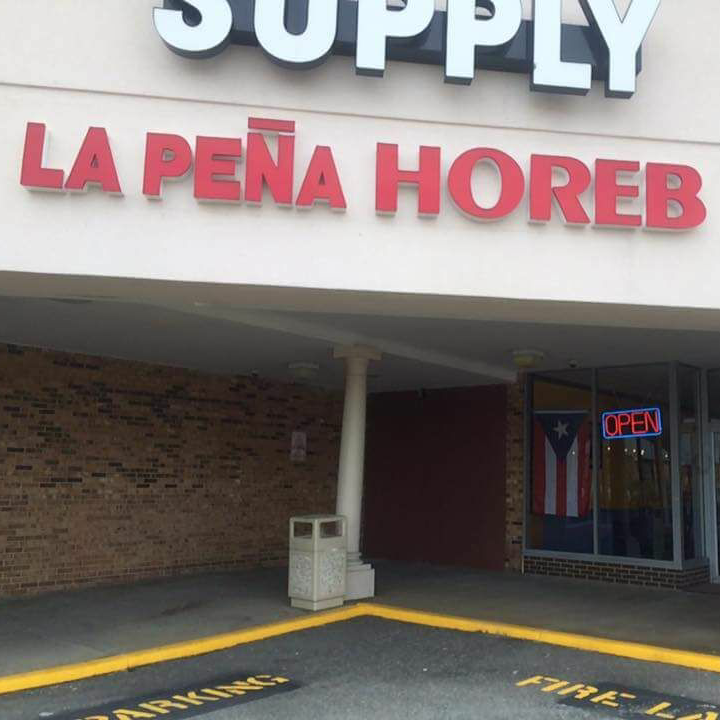 SUPPLY
LA PEÑA HOREB
OPEN
PARKING
FIRE LA